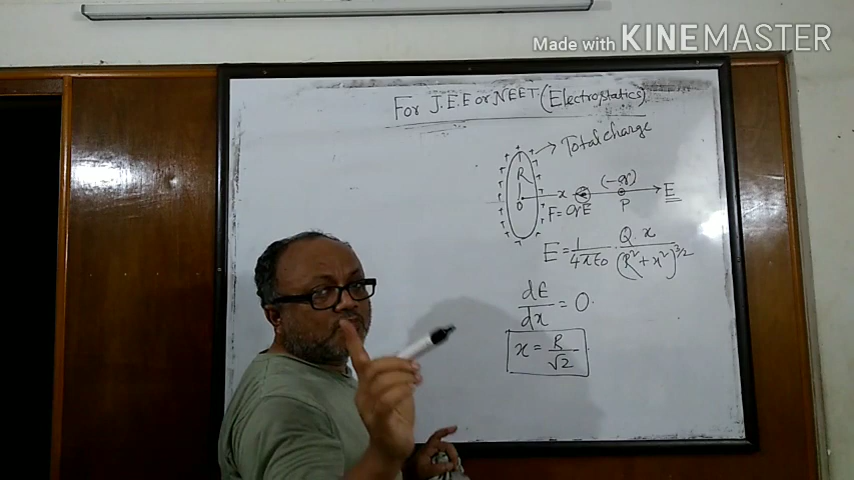 Made with KINEMASTER
For J.E.E or NEET (Electrostatics)
Total charge
R
(-q)
O x P E
F = qE
E = 1/4πε0 · Q·x/(R² + x²)^3/2
dE/dx = 0.
x = R/√2